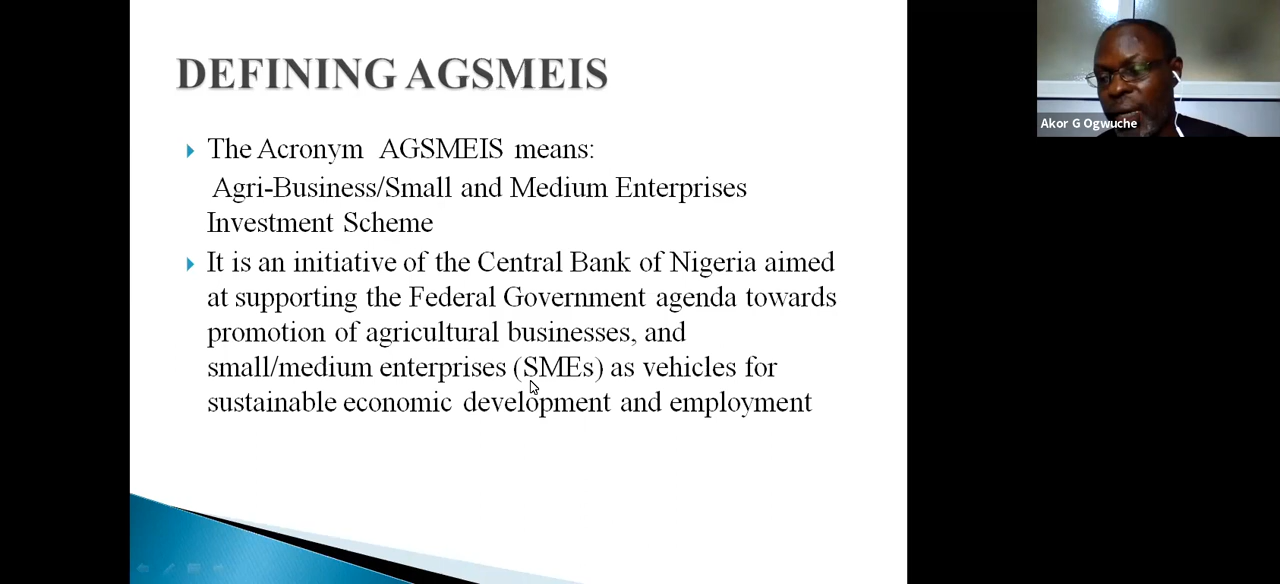 DEFINING AGSMEIS
The Acronym AGSMEIS means:
Agri-Business/Small and Medium Enterprises
Investment Scheme
It is an initiative of the Central Bank of Nigeria aimed
at supporting the Federal Government agenda towards
promotion of agricultural businesses, and
small/medium enterprises (SMEs) as vehicles for
sustainable economic development and employment
Akor G Ogwuche